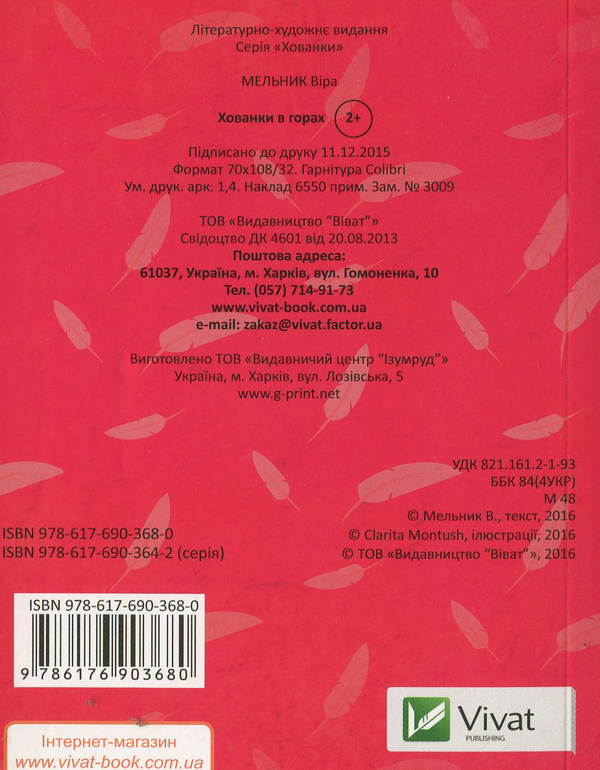 Літературно-художнє видання
Серія «Хованки»
МЕЛЬНИК Віра
Хованки в горах 2+
Підписано до друку 11.12.2015
Формат 70х108/32. Гарнітура Colibri
Ум. друк. арк. 1,4. Наклад 6550 прим. Зам. № 3009
ТОВ «Видавництво “Віват”»
Свідоцтво ДК 4601 від 20.08.2013
Поштова адреса:
61037, Україна, м. Харків, вул. Гомоненка, 10
Тел. (057) 714-91-73
www.vivat-book.com.ua
e-mail: zakaz@vivat.factor.ua
Виготовлено ТОВ «Видавничий центр “Ізумруд”»
Україна, м. Харків, вул. Лозівська, 5
www.g-print.net
УДК 821.161.2-1-93
ББК 84(4УКР)
М 48
© Мельник В., текст, 2016
© Clarita Montush, ілюстрації, 2016
© ТОВ «Видавництво “Віват”», 2016
ISBN 978-617-690-368-0
ISBN 978-617-690-364-2 (серія)
ISBN 978-617-690-368-0
9 786176 903680
Vivat
PUBLISHING
Інтернет-магазин
www.vivat-book.com.ua